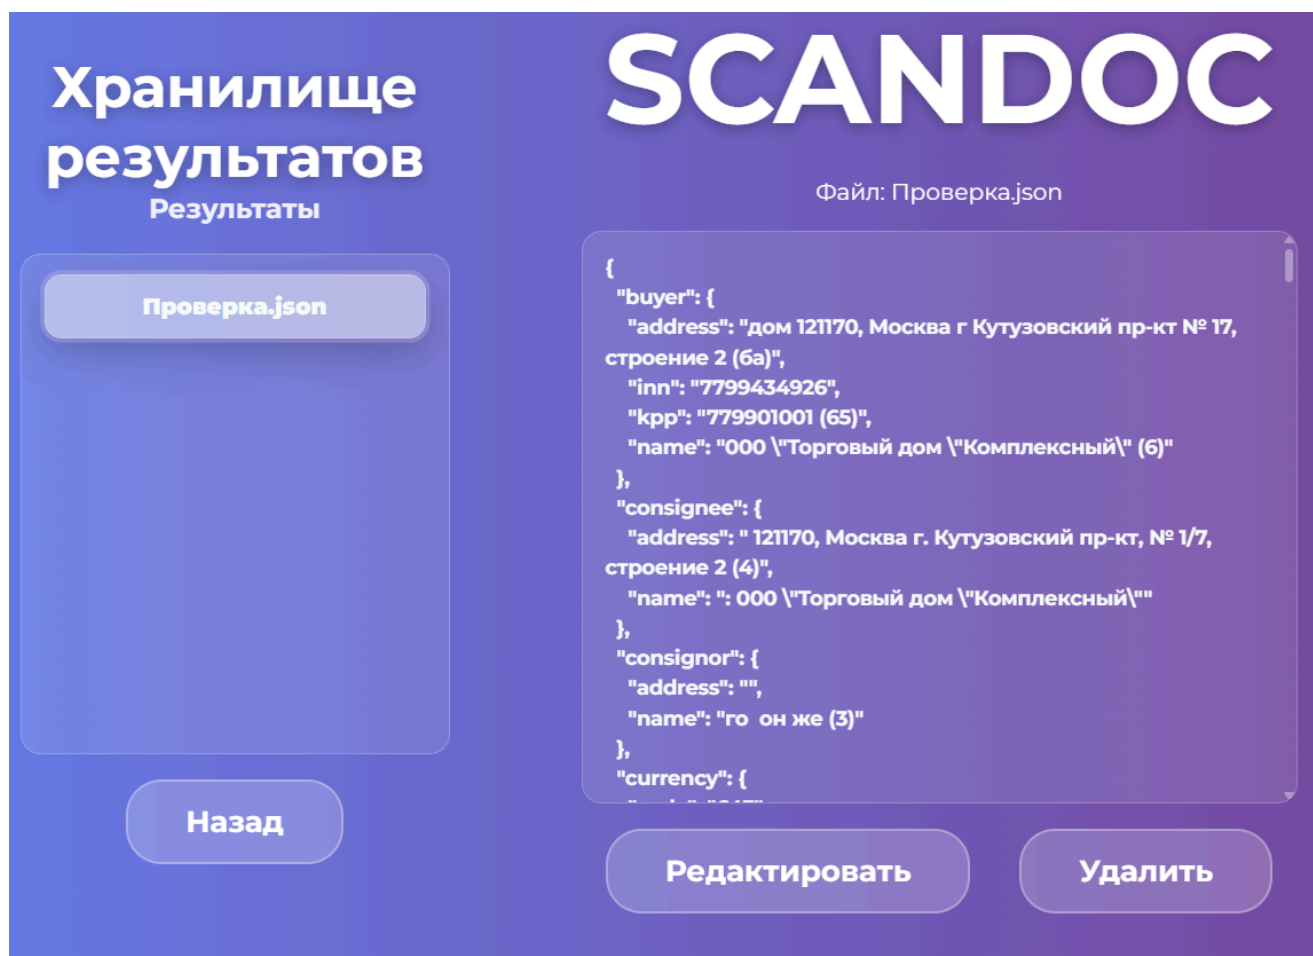 Хранилище
результатов
Результаты
Проверка.json
Назад
SCANDOC
Файл: Проверка.json
{
"buyer": {
"address": "дом 121170, Москва г Кутузовский пр-кт № 17,
строение 2 (6а)",
"inn": "7799434926",
"kpp": "779901001 (65)",
"name": "000 \"Торговый дом \"Комплексный\" (6)"
},
"consignee": {
"address": " 121170, Москва г. Кутузовский пр-кт, № 1/7,
строение 2 (4)",
"name": ": 000 \"Торговый дом \"Комплексный\""
},
"consignor": {
"address": "",
"name": "го  он же (3)"
},
"currency": {
Редактировать
Удалить